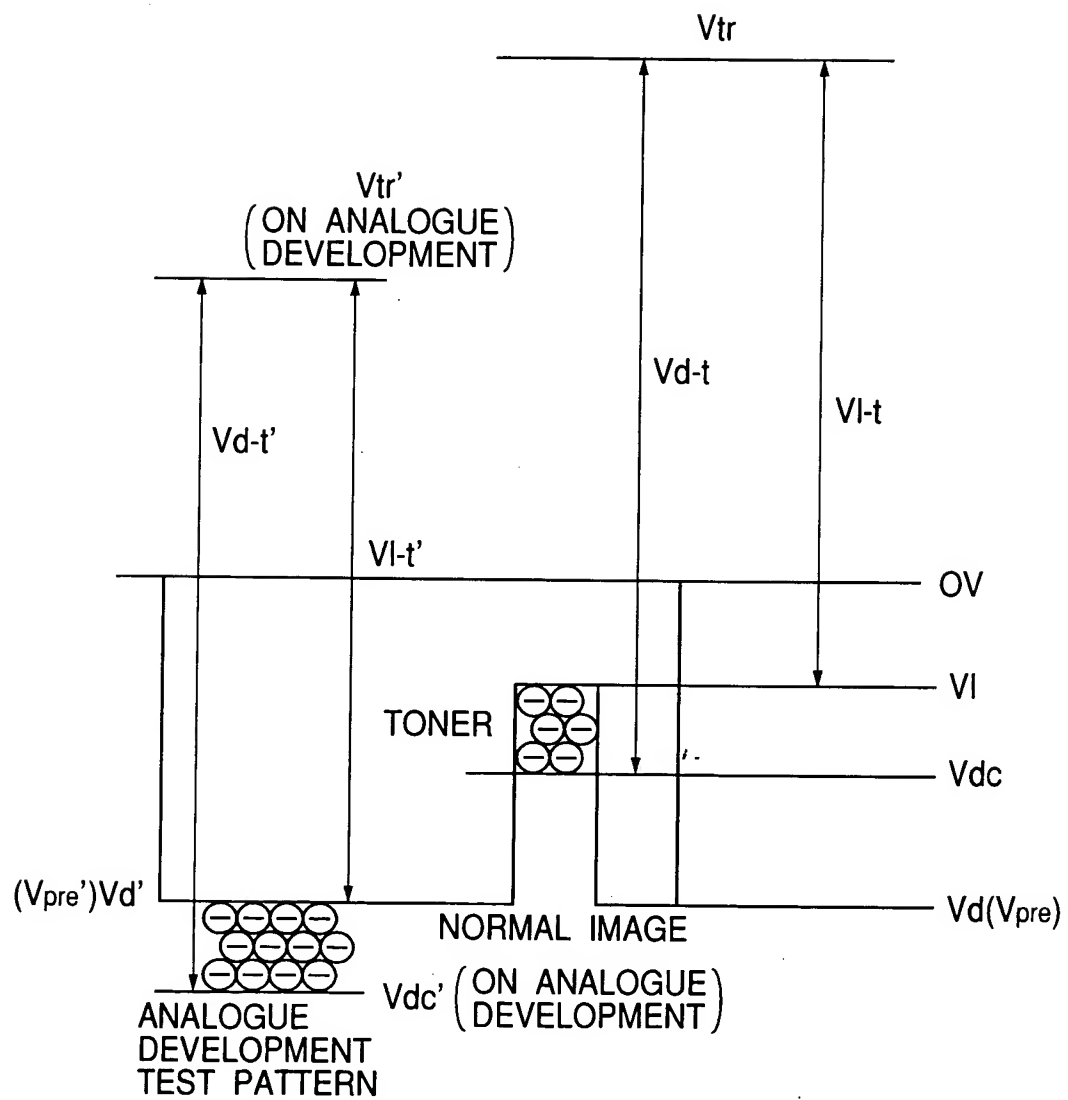 Vtr
Vtr'
(ON ANALOGUE
DEVELOPMENT)
Vd-t
Vl-t
Vd-t'
Vl-t'
OV
Vl
TONER
Vdc
(Vpre')Vd'
Vd(Vpre)
NORMAL IMAGE
Vdc' (ON ANALOGUE
DEVELOPMENT)
ANALOGUE
DEVELOPMENT
TEST PATTERN